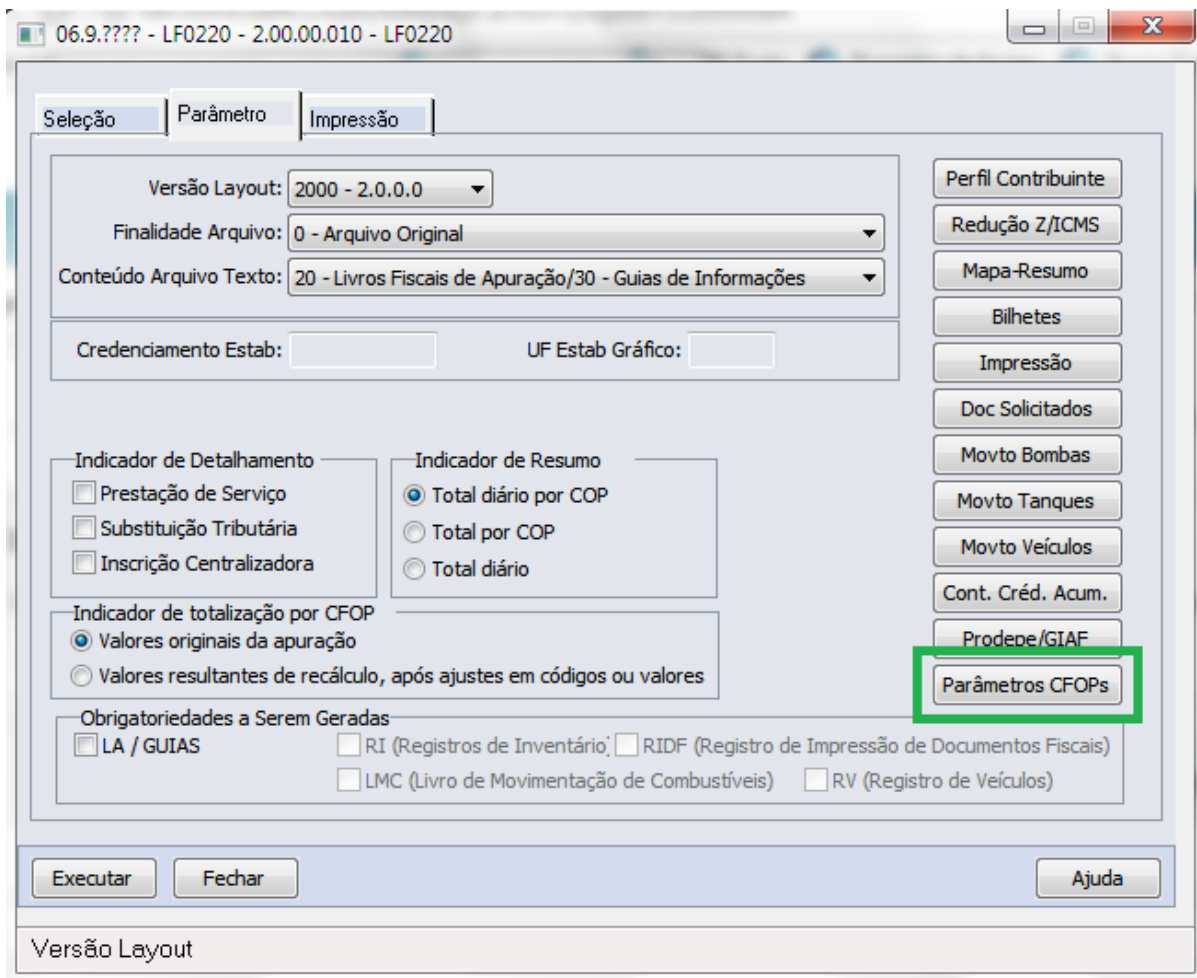 06.9.???? - LF0220 - 2.00.00.010 - LF0220
Seleção Parâmetro Impressão
Versão Layout: 2000 - 2.0.0.0
Finalidade Arquivo: 0 - Arquivo Original
Conteúdo Arquivo Texto: 20 - Livros Fiscais de Apuração/30 - Guias de Informações
Credenciamento Estab: UF Estab Gráfico:
Indicador de Detalhamento
Prestação de Serviço
Substituição Tributária
Inscrição Centralizadora
Indicador de Resumo
Total diário por COP
Total por COP
Total diário
Indicador de totalização por CFOP
Valores originais da apuração
Valores resultantes de recálculo, após ajustes em códigos ou valores
Obrigatoriedades a Serem Geradas
LA / GUIAS RI (Registros de Inventário) RIDF (Registro de Impressão de Documentos Fiscais)
LMC (Livro de Movimentação de Combustíveis) RV (Registro de Veículos)
Perfil Contribuinte
Redução Z/ICMS
Mapa-Resumo
Bilhetes
Impressão
Doc Solicitados
Movto Bombas
Movto Tanques
Movto Veículos
Cont. Créd. Acum.
Prodepe/GIAF
Parâmetros CFOPs
Executar Fechar Ajuda
Versão Layout